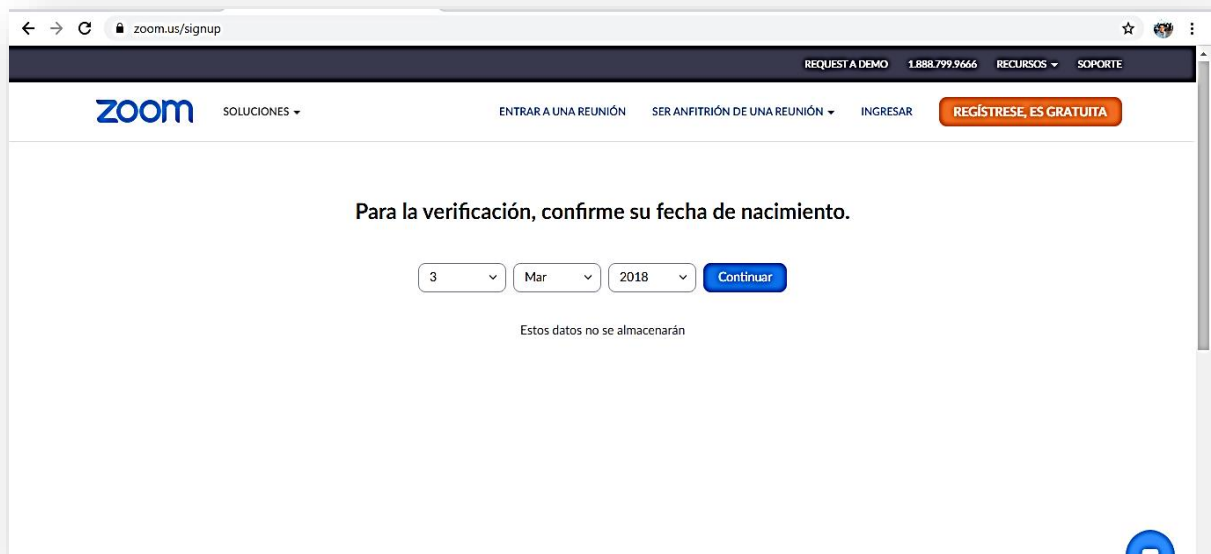 zoom.us/signup
REQUEST A DEMO 1.888.799.9666 RECURSOS SOPORTE
zoom SOLUCIONES ENTRAR A UNA REUNIÓN SER ANFITRIÓN DE UNA REUNIÓN INGRESAR REGÍSTRESE, ES GRATUITA
Para la verificación, confirme su fecha de nacimiento.
3 Mar 2018 Continuar
Estos datos no se almacenarán